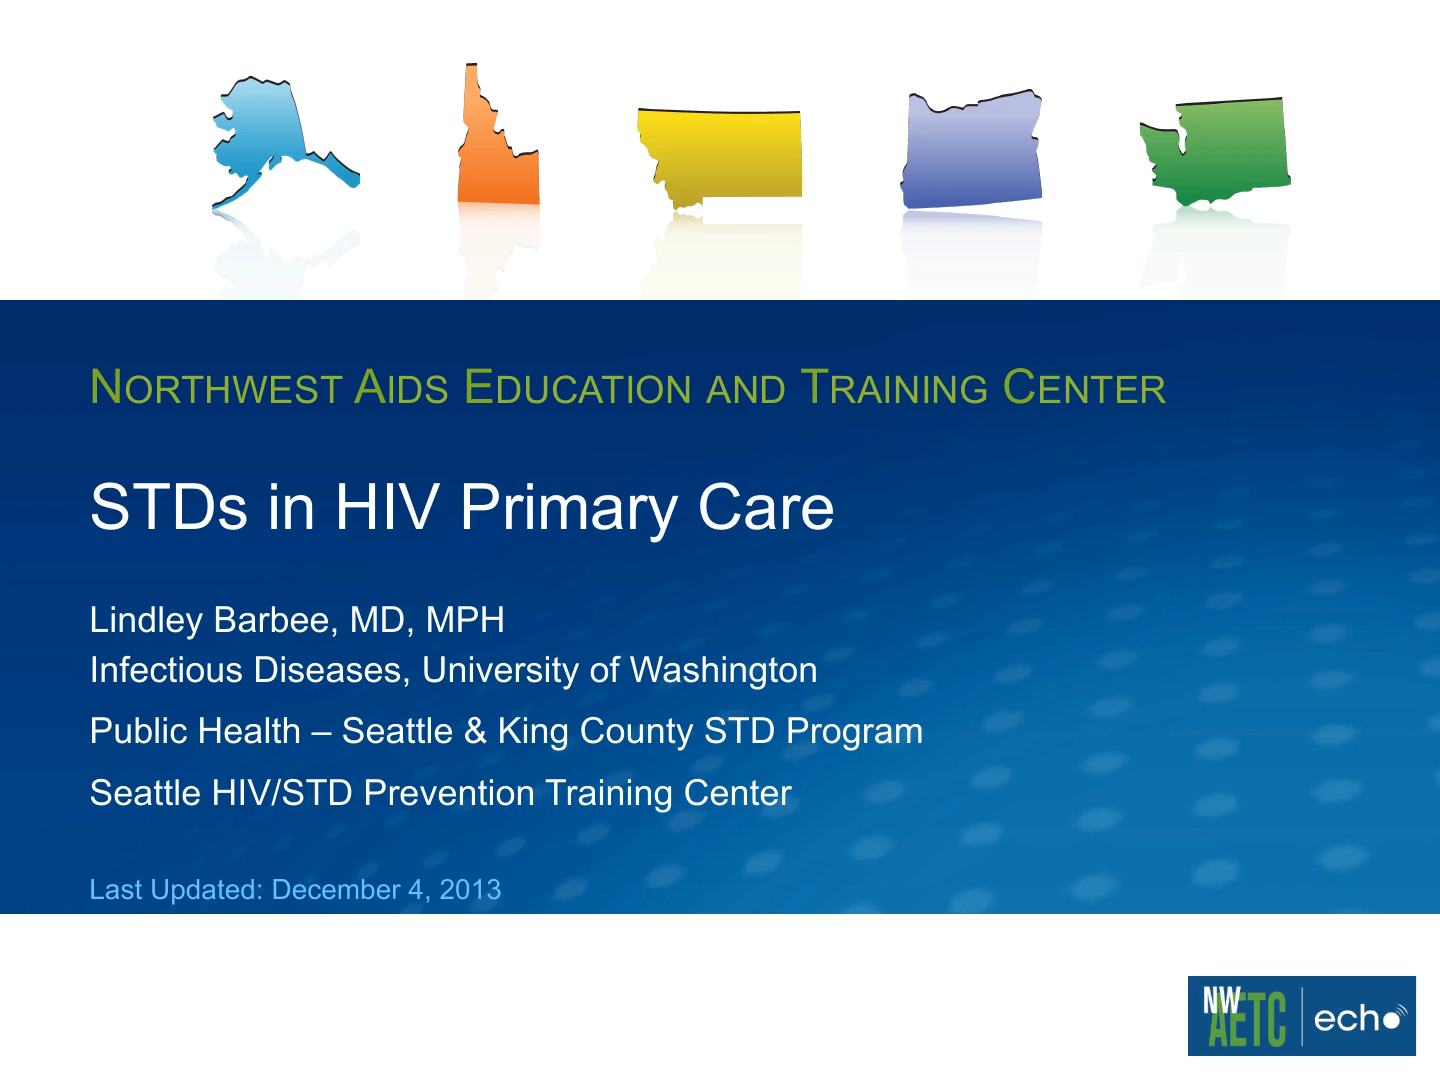 Northwest Aids Education and Training Center
STDs in HIV Primary Care
Lindley Barbee, MD, MPH
Infectious Diseases, University of Washington
Public Health – Seattle & King County STD Program
Seattle HIV/STD Prevention Training Center
Last Updated: December 4, 2013
NW
AETC
echo